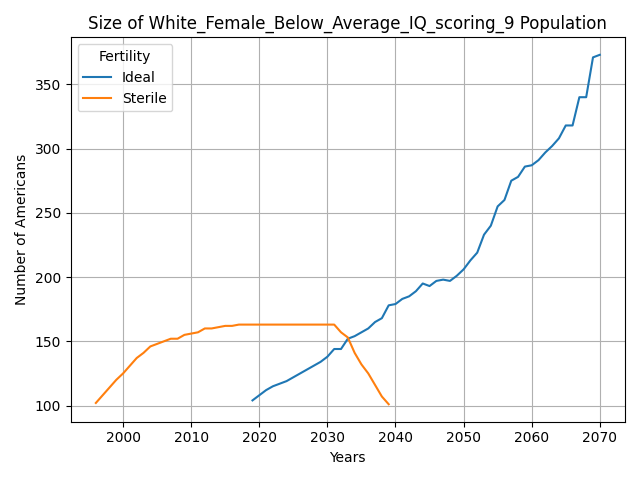 Size of White_Female_Below_Average_IQ_scoring_9 Population
Fertility
Ideal
Sterile
Number of Americans
350
300
250
200
150
100
2000 2010 2020 2030 2040 2050 2060 2070
Years